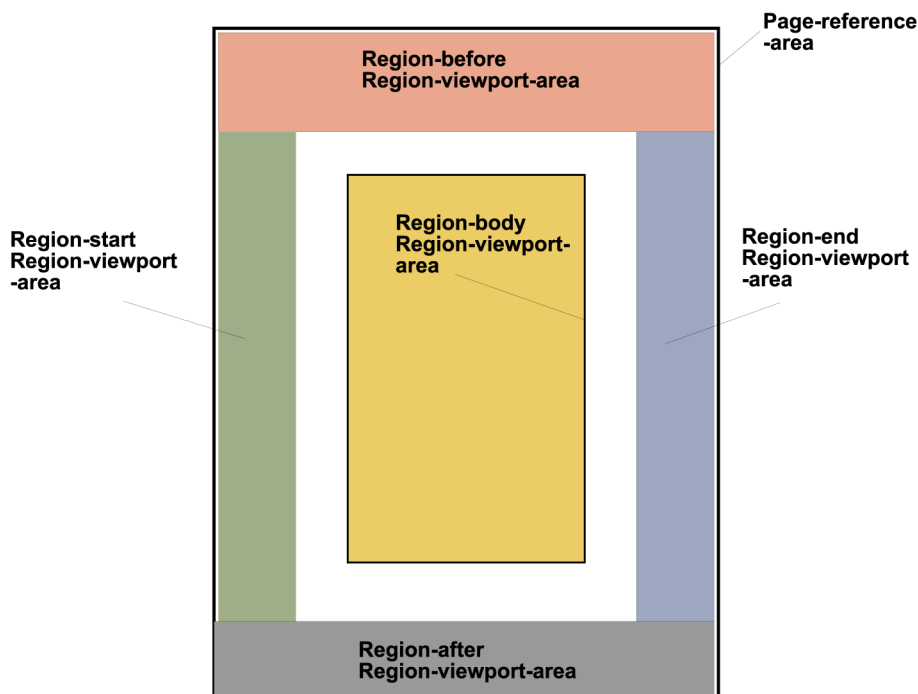 Page-reference
-area
Region-before
Region-viewport-area
Region-start
Region-viewport
-area
Region-body
Region-viewport-
area
Region-end
Region-viewport
-area
Region-after
Region-viewport-area